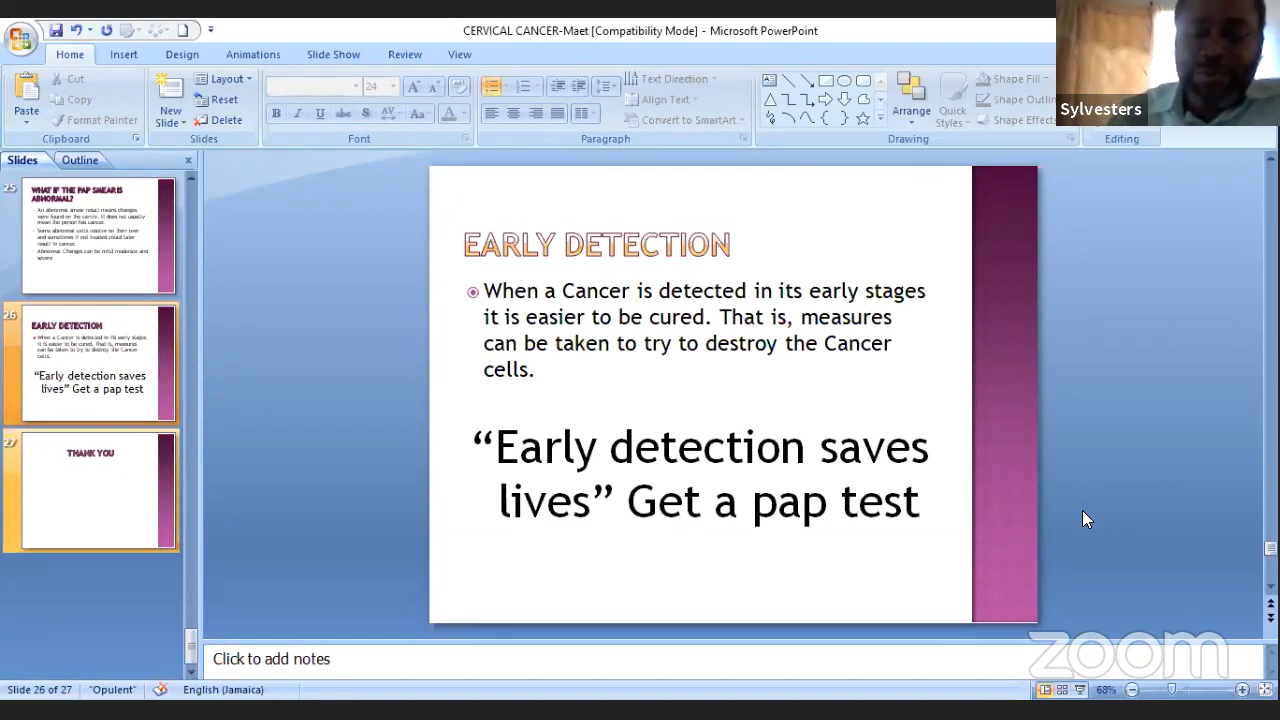 CERVICAL CANCER-Maet [Compatibility Mode] - Microsoft PowerPoint
Home Insert Design Animations Slide Show Review View
Cut
Copy
Format Painter
Paste
Clipboard
New
Slide
Layout
Reset
Delete
Slides
24
B I U abc S AV Aa A
Font
Text Direction
Align Text
Convert to SmartArt
Paragraph
Arrange
Quick
Styles
Shape Fill
Shape Outlin
Shape Effects
Drawing
Editing
Sylvesters
Slides Outline
25
WHAT IF THE PAP SMEAR IS
ABNORMAL?
An abnormal smear result means changes
were found on the cervix. It does not usually
mean the person has cancer.
Some abnormal cells resolve on their own
and sometimes if not treated could later
result in cancer.
Abnormal Changes can be mild moderate and
severe
26
EARLY DETECTION
When a Cancer is detected in its early stages
it is easier to be cured. That is, measures
can be taken to try to destroy the Cancer
cells.
“Early detection saves
lives” Get a pap test
27
THANK YOU
EARLY DETECTION
When a Cancer is detected in its early stages
it is easier to be cured. That is, measures
can be taken to try to destroy the Cancer
cells.
“Early detection saves
lives” Get a pap test
Click to add notes
zoom
Slide 26 of 27 "Opulent" English (Jamaica) 68%